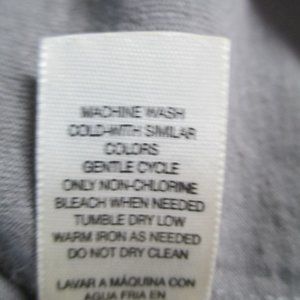 MACHINE WASH
COLD-WITH SIMILAR
COLORS
GENTLE CYCLE
ONLY NON-CHLORINE
BLEACH WHEN NEEDED
TUMBLE DRY LOW
WARM IRON AS NEEDED
DO NOT DRY CLEAN
LAVAR A MÁQUINA CON
AGUA FRIA EN